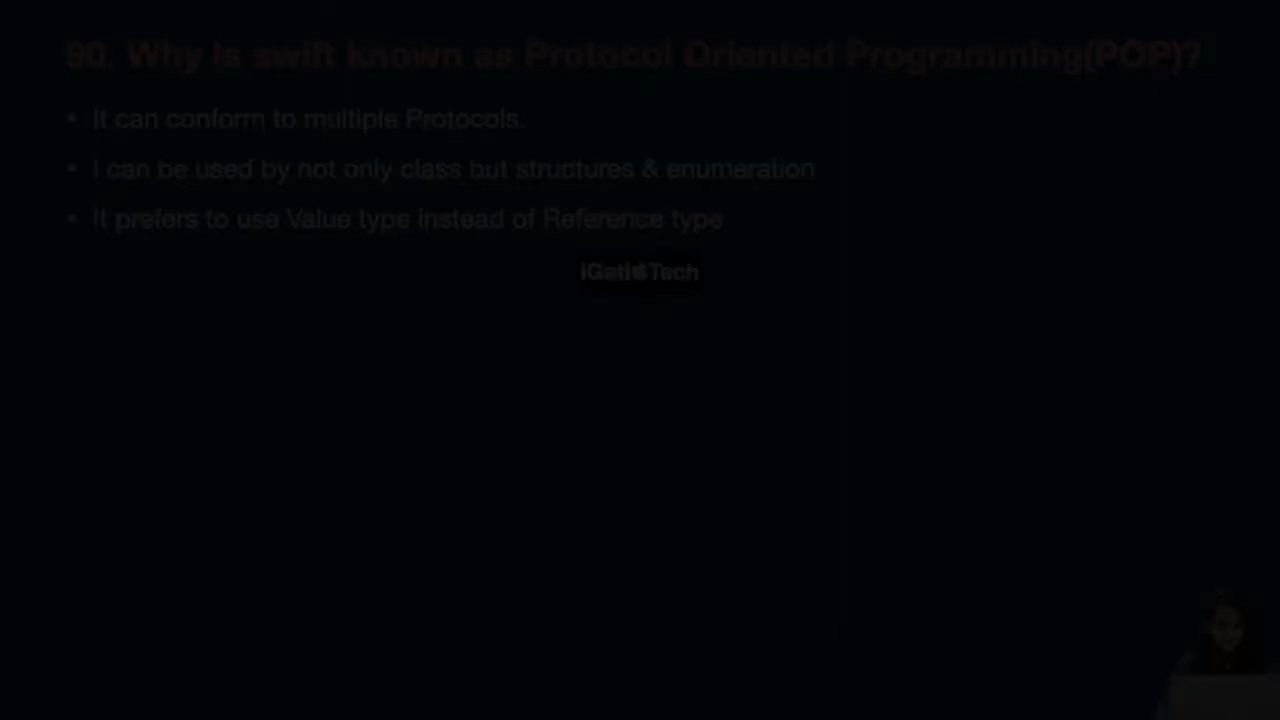 90. Why Is swift known as Protocol Oriented Programming(POP)?
• It can conform to multiple Protocols.
• I can be used by not only class but structures & enumeration
• It prefers to use Value type instead of Reference type